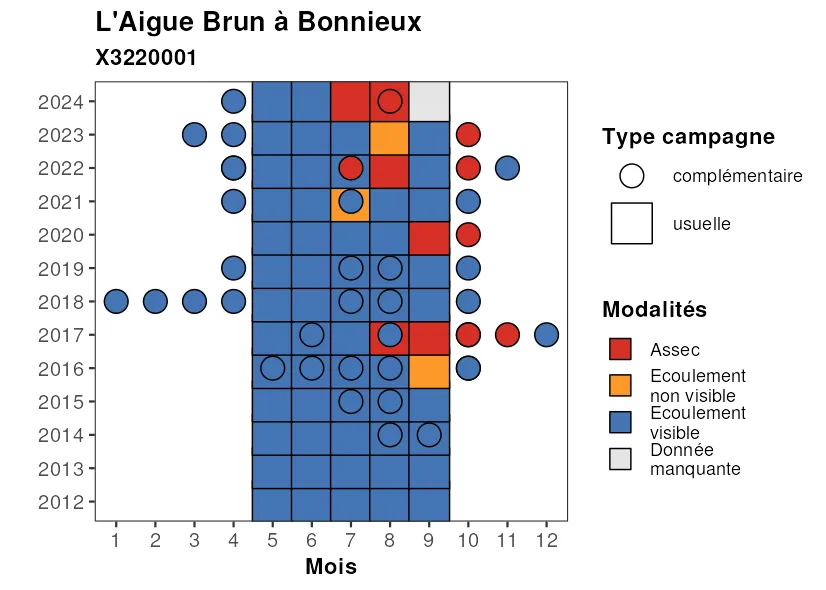 L'Aigue Brun à Bonnieux
X3220001
2024
2023
2022
2021
2020
2019
2018
2017
2016
2015
2014
2013
2012
1 2 3 4 5 6 7 8 9 10 11 12
Mois
Type campagne
complémentaire
usuelle
Modalités
Assec
Ecoulement
non visible
Ecoulement
visible
Donnée
manquante